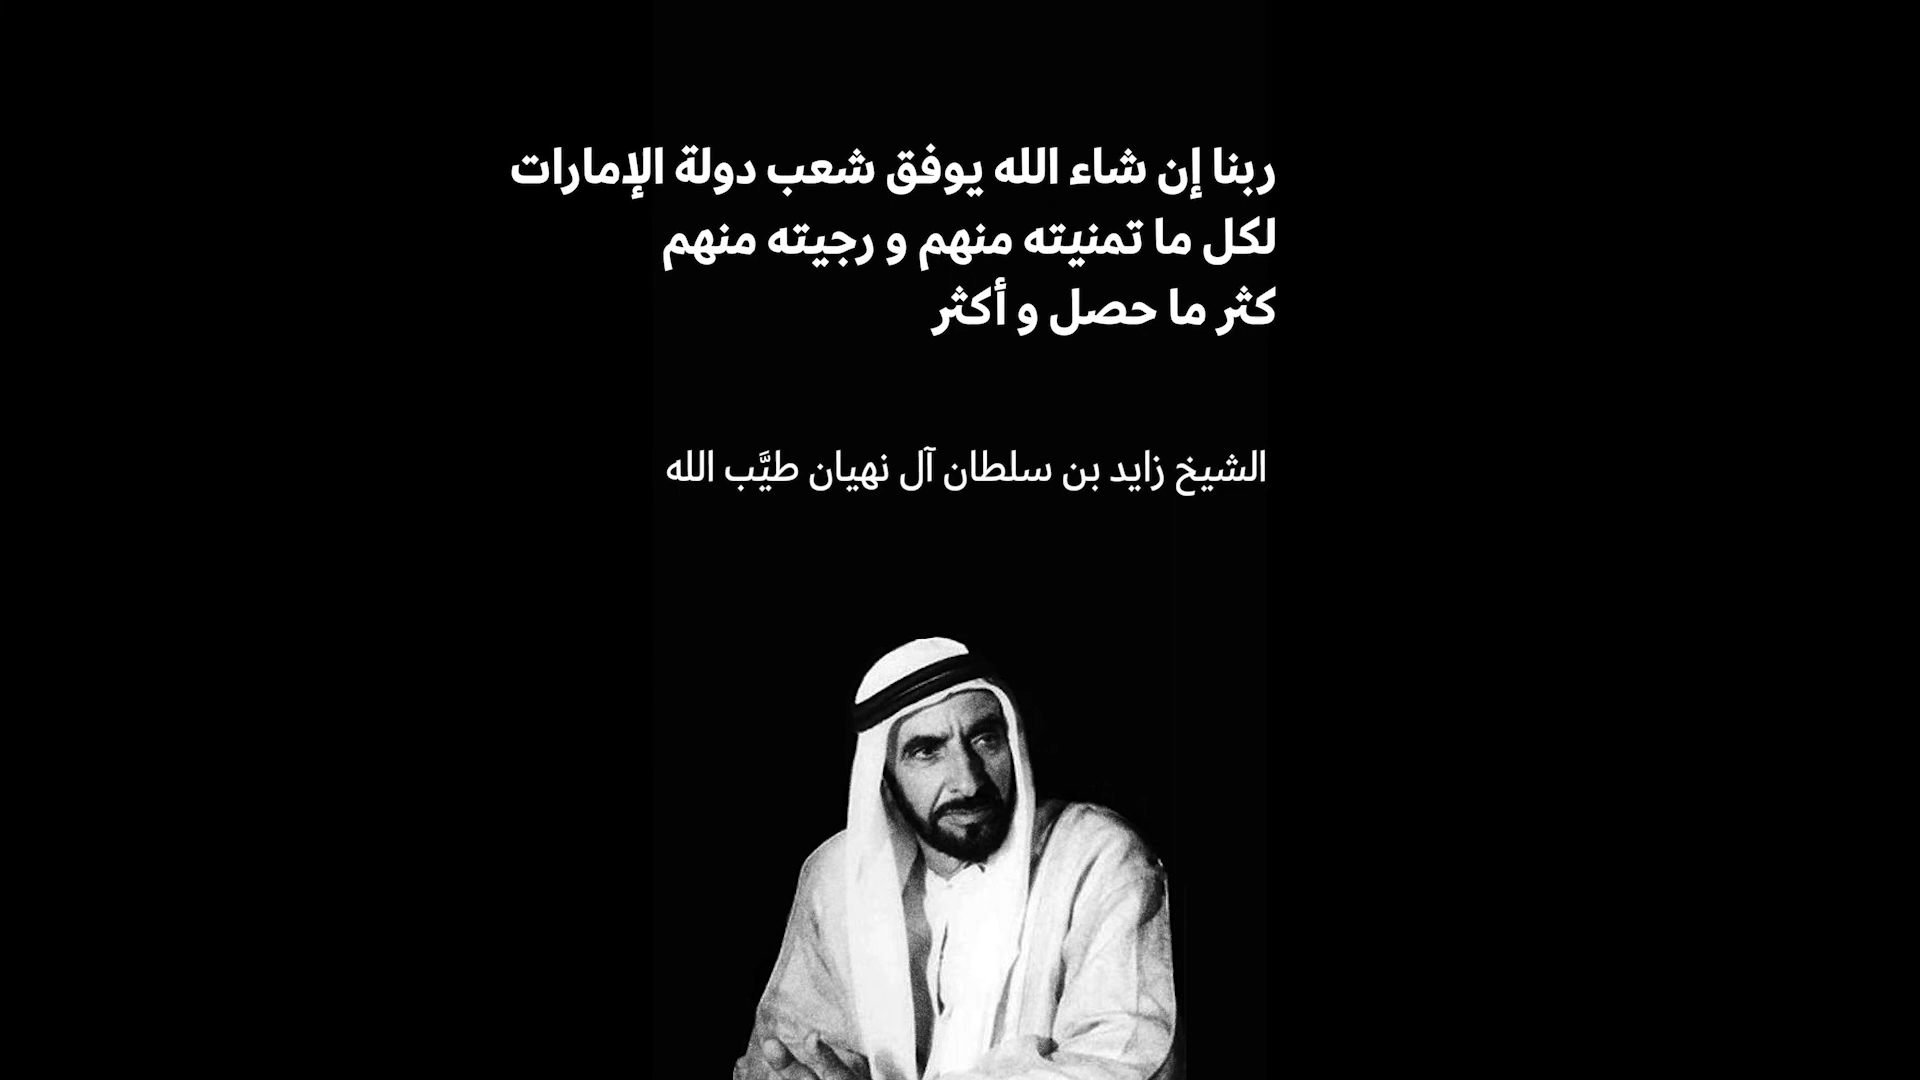 ربنا إن شاء الله يوفق شعب دولة الإمارات
لكل ما تمنيته منهم و رجيته منهم
كثر ما حصل و أكثر
الشيخ زايد بن سلطان آل نهيان طيَّب الله